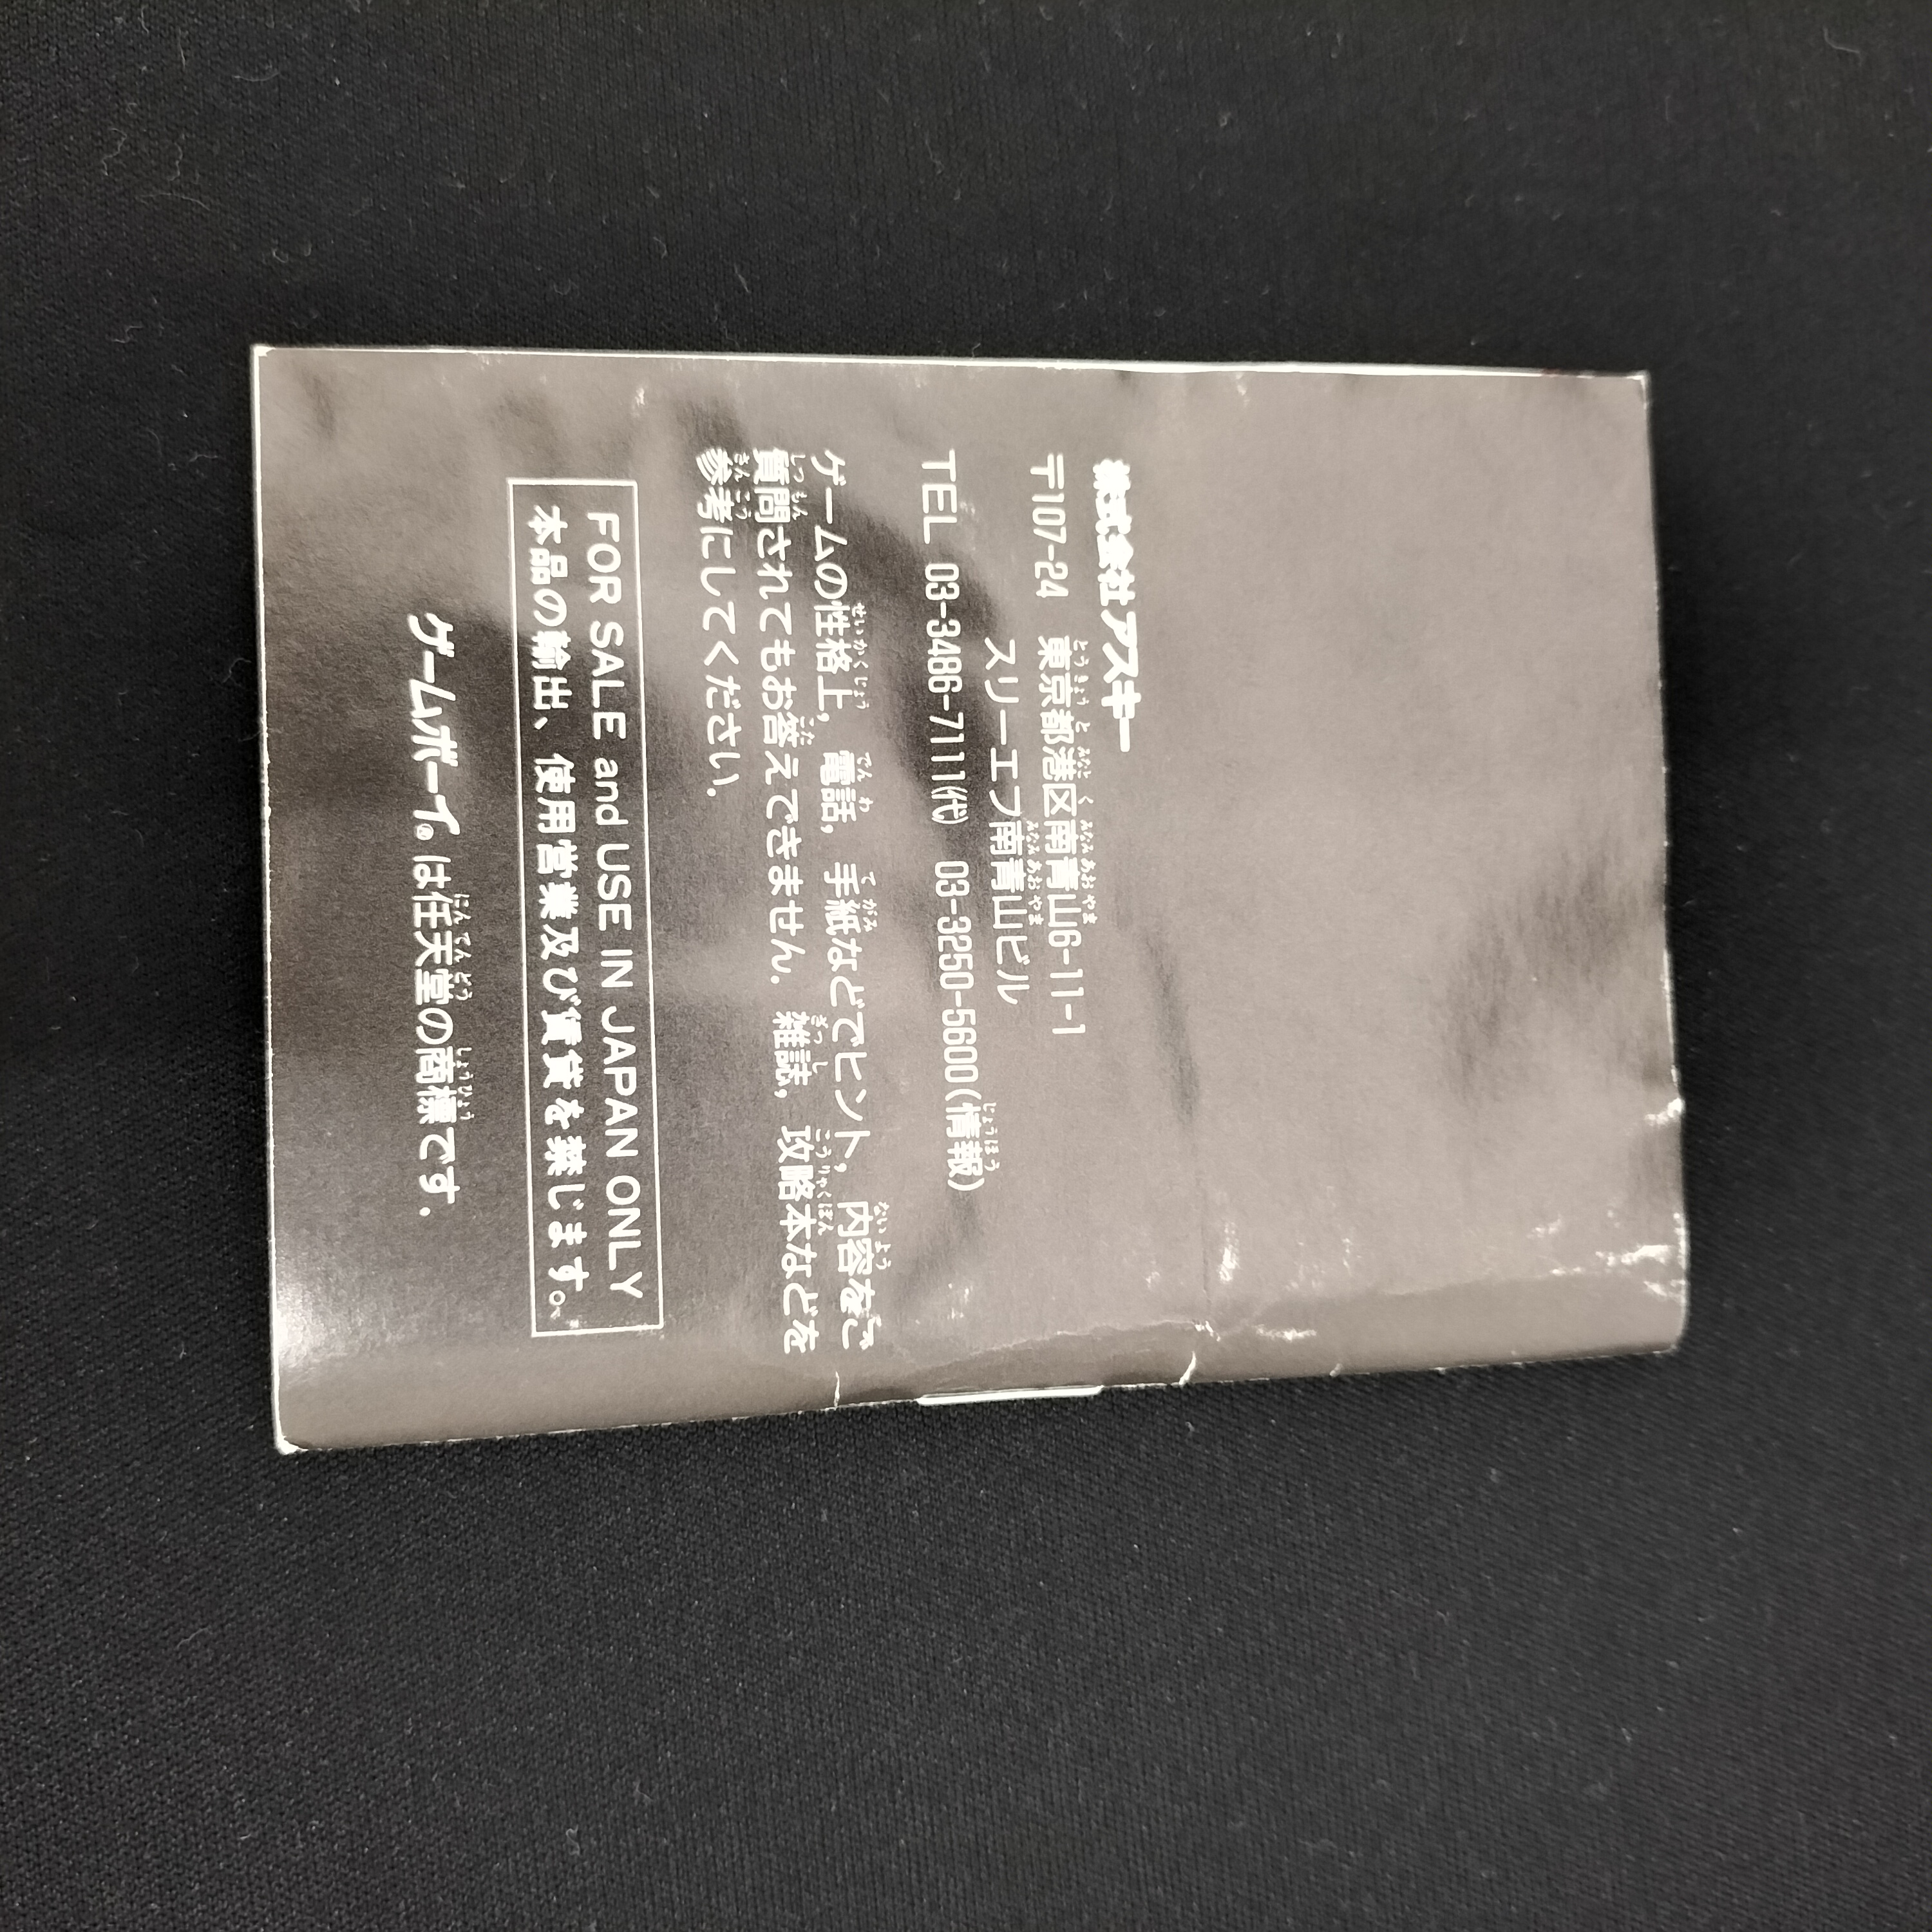 株式会社アスキー
〒107-24 東京都港区南青山6-11-1
スリーエフ南青山ビル
TEL 03-3486-7111(代) 03-3250-5600(情報)
ゲームの性格上，電話，手紙などでヒント，内容をご
質問されてもお答えできません．雑誌，攻略本などを
参考にしてください．
FOR SALE and USE IN JAPAN ONLY
本品の輸出、使用営業及び賃貸を禁じます。
ゲームボーイ®は任天堂の商標です．